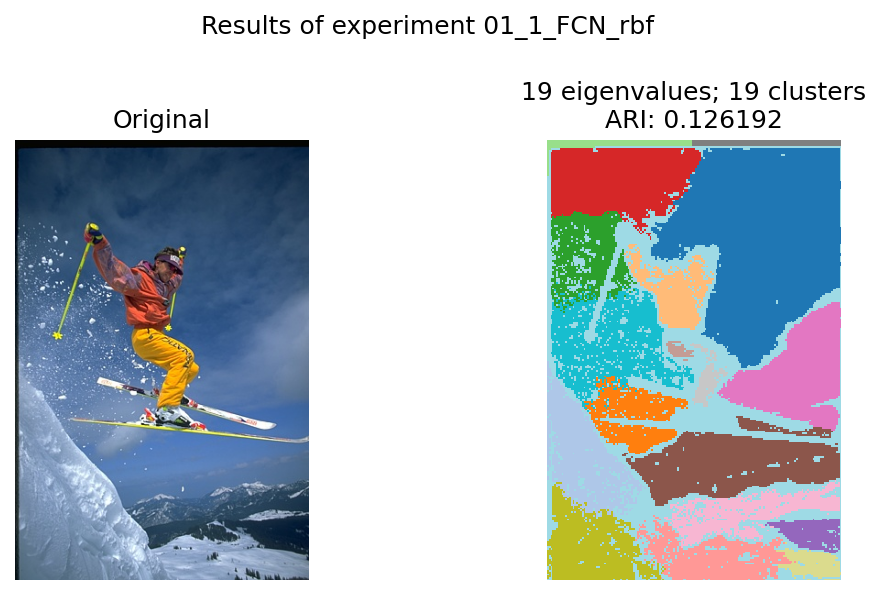 Results of experiment 01_1_FCN_rbf
Original
19 eigenvalues; 19 clusters
ARI: 0.126192